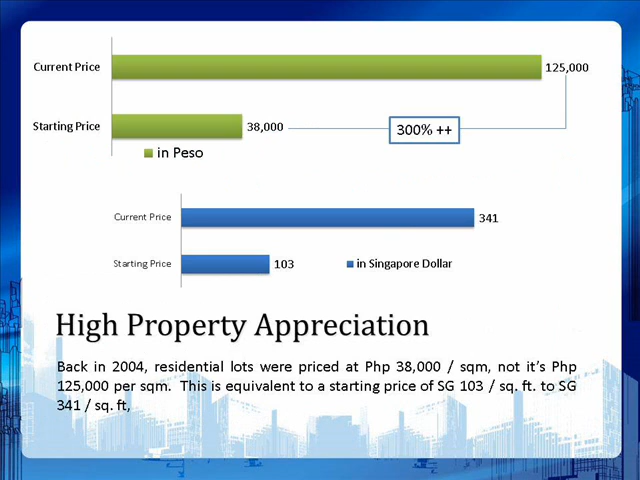 Current Price
125,000
Starting Price
38,000
300% ++
in Peso
Current Price
341
Starting Price
103
in Singapore Dollar
High Property Appreciation
Back in 2004, residential lots were priced at Php 38,000 / sqm, not it's Php
125,000 per sqm. This is equivalent to a starting price of SG 103 / sq. ft. to SG
341 / sq. ft,